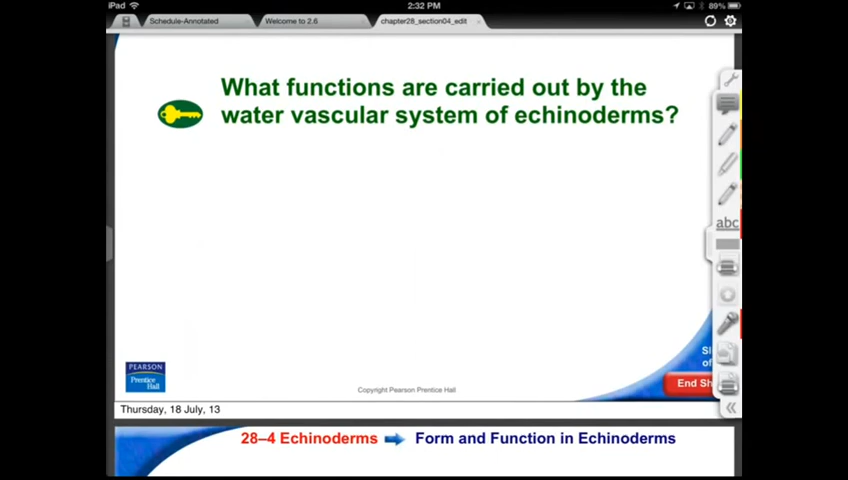 iPad 2:32 PM 89%
Schedule-Annotated Welcome to 2.6 chapter28_section04_edit
What functions are carried out by the
water vascular system of echinoderms?
abc
PEARSON
Prentice
Hall
Copyright Pearson Prentice Hall
Sl
of
End Sh
Thursday, 18 July, 13
28–4 Echinoderms Form and Function in Echinoderms